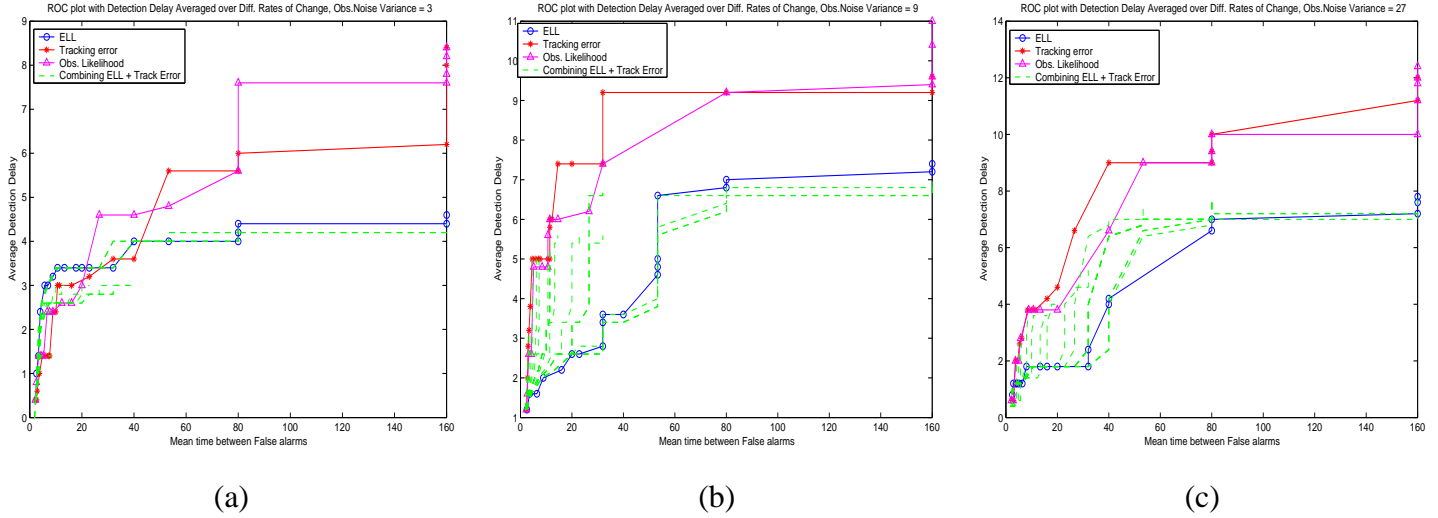 ROC plot with Detection Delay Averaged over Diff. Rates of Change, Obs.Noise Variance = 3
ELL
Tracking error
Obs. Likelihood
Combining ELL + Track Error
Average Detection Delay
9
8
7
6
5
4
3
2
1
0
0 20 40 60 80 100 120 140 160
Mean time between False alarms
(a)
ROC plot with Detection Delay Averaged over Diff. Rates of Change, Obs.Noise Variance = 9
ELL
Tracking error
Obs. Likelihood
Combining ELL + Track Error
Average Detection Delay
11
10
9
8
7
6
5
4
3
2
1
0 20 40 60 80 100 120 140 160
Mean time between False alarms
(b)
ROC plot with Detection Delay Averaged over Diff. Rates of Change, Obs.Noise Variance = 27
ELL
Tracking error
Obs. Likelihood
Combining ELL + Track Error
Average Detection Delay
14
12
10
8
6
4
2
0
0 20 40 60 80 100 120 140 160
Mean time between False alarms
(c)